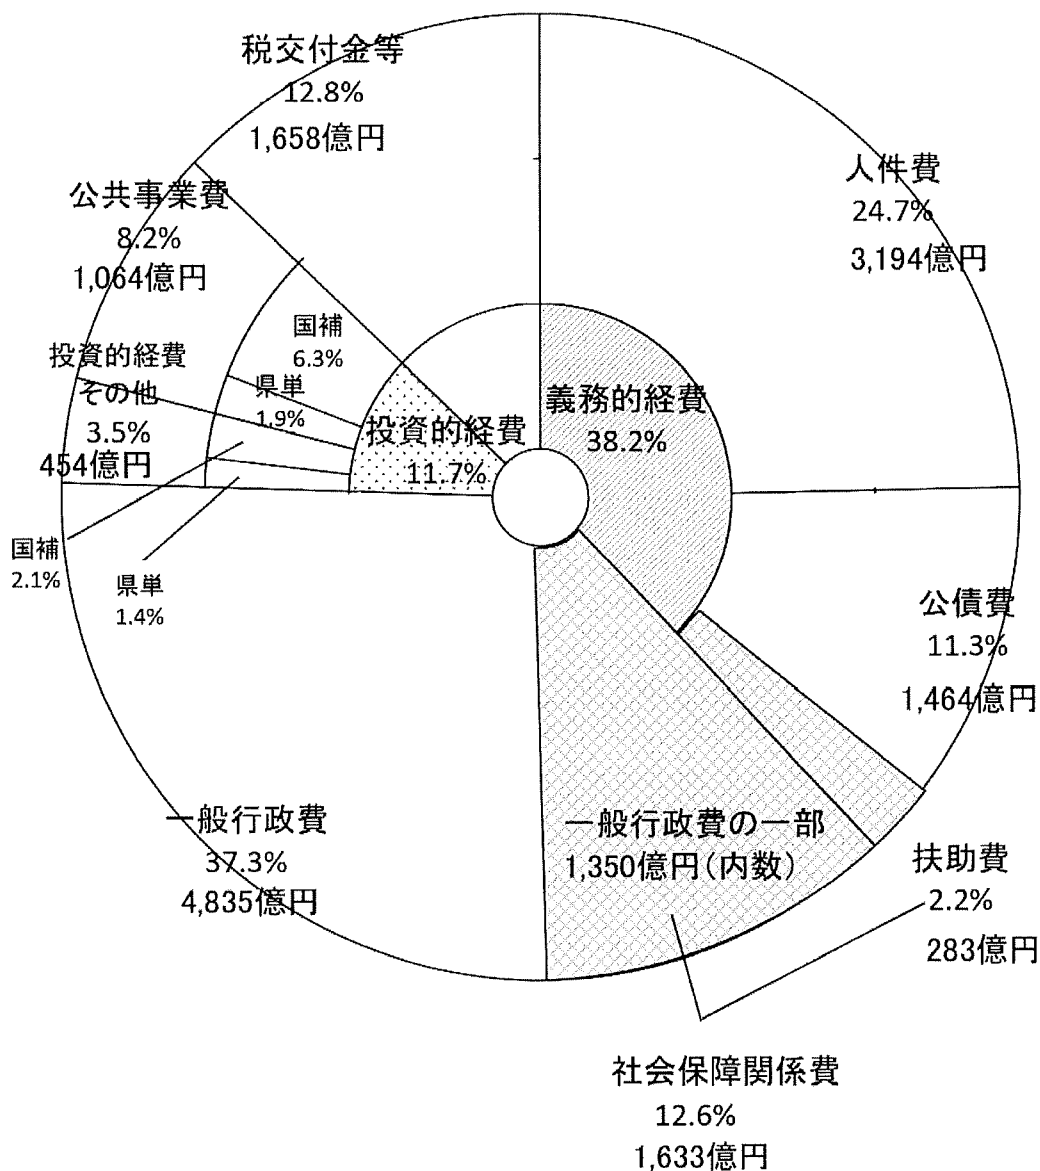 税交付金等
12.8%
1,658億円
人件費
24.7%
3,194億円
公共事業費
8.2%
1,064億円
国補
6.3%
県単
1.9%
投資的経費
その他
3.5%
454億円
投資的経費
11.7%
義務的経費
38.2%
国補
2.1%
県単
1.4%
公債費
11.3%
1,464億円
一般行政費
37.3%
4,835億円
一般行政費の一部
1,350億円(内数)
扶助費
2.2%
283億円
社会保障関係費
12.6%
1,633億円